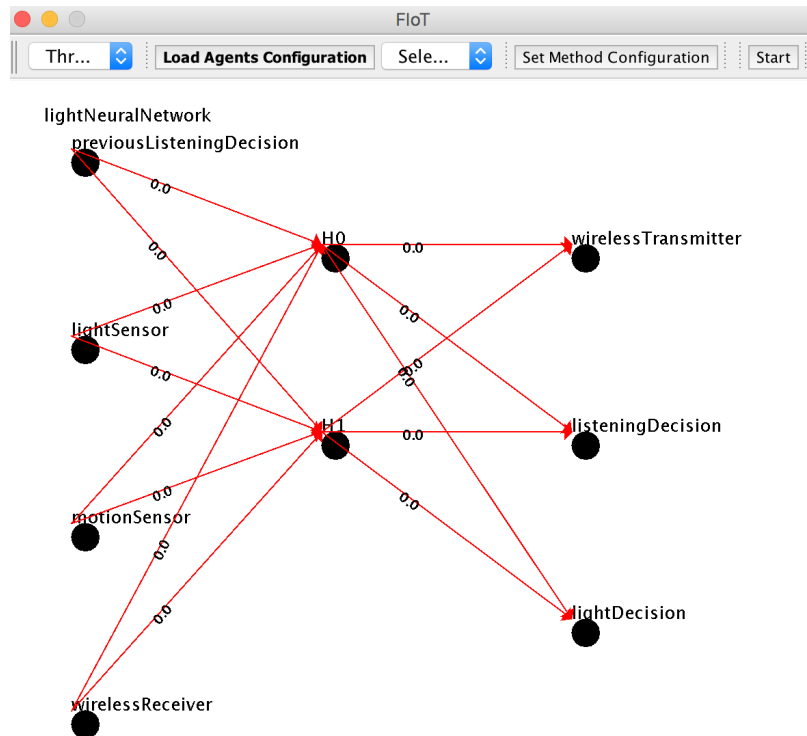 FIoT
Thr... Load Agents Configuration Sele... Set Method Configuration Start
lightNeuralNetwork
previousListeningDecision
0.0
H0
wirelessTransmitter
0.0
0.0
0.0
0.0
lightSensor
0.0
0.0
0.0
H1
listeningDecision
0.0
0.0
0.0
0.0
motionSensor
0.0
0.0
lightDecision
wirelessReceiver